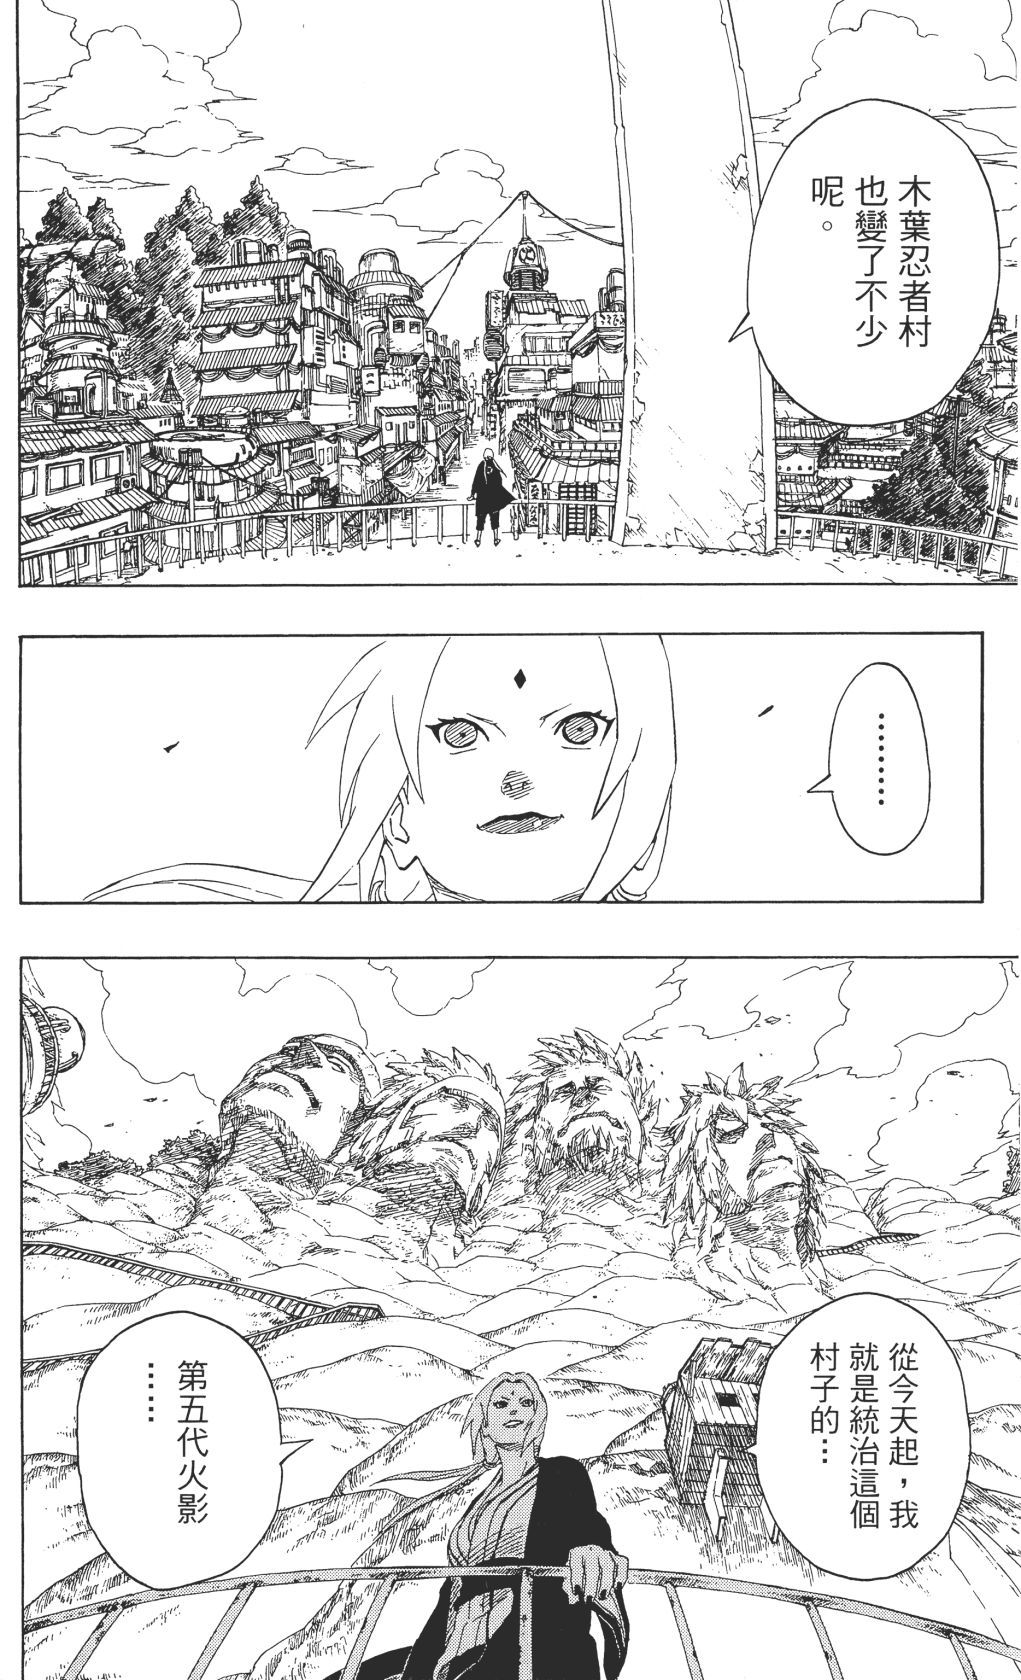 木葉忍者村
也變了不少
呢。
………
從今天起，我
就是統治這個
村子的…
第五代火影
……